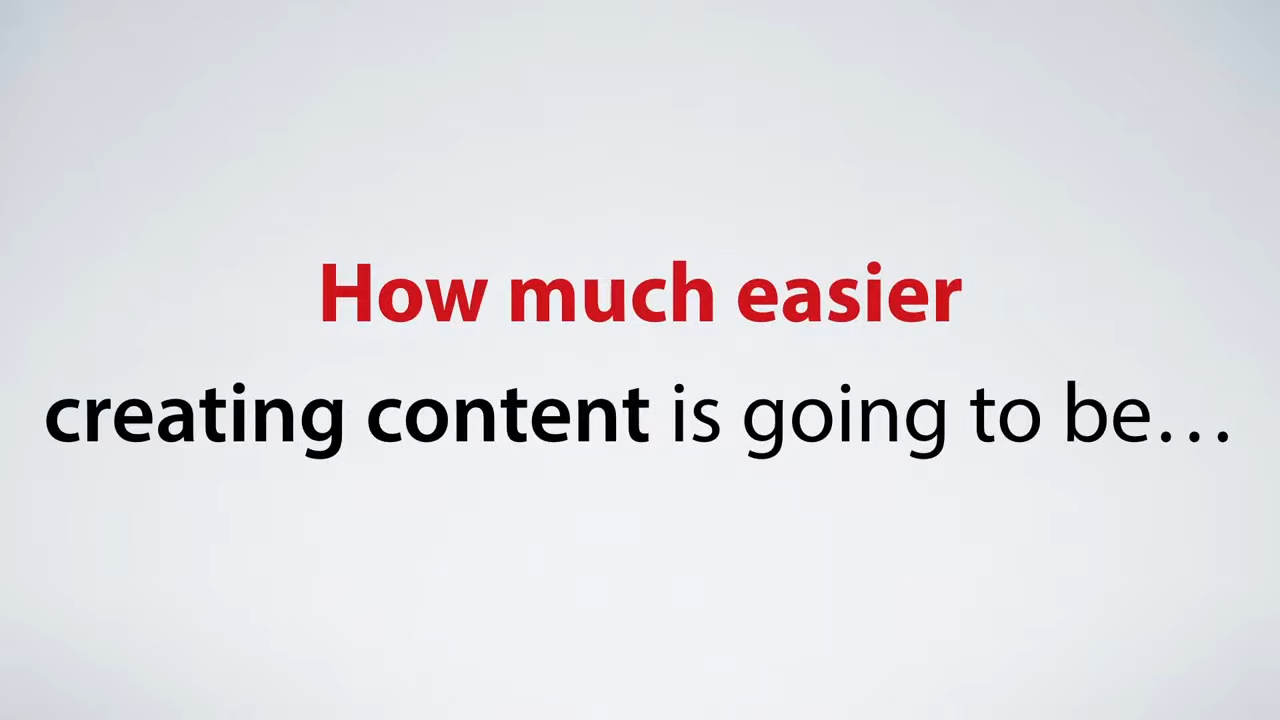 How much easier
creating content is going to be…